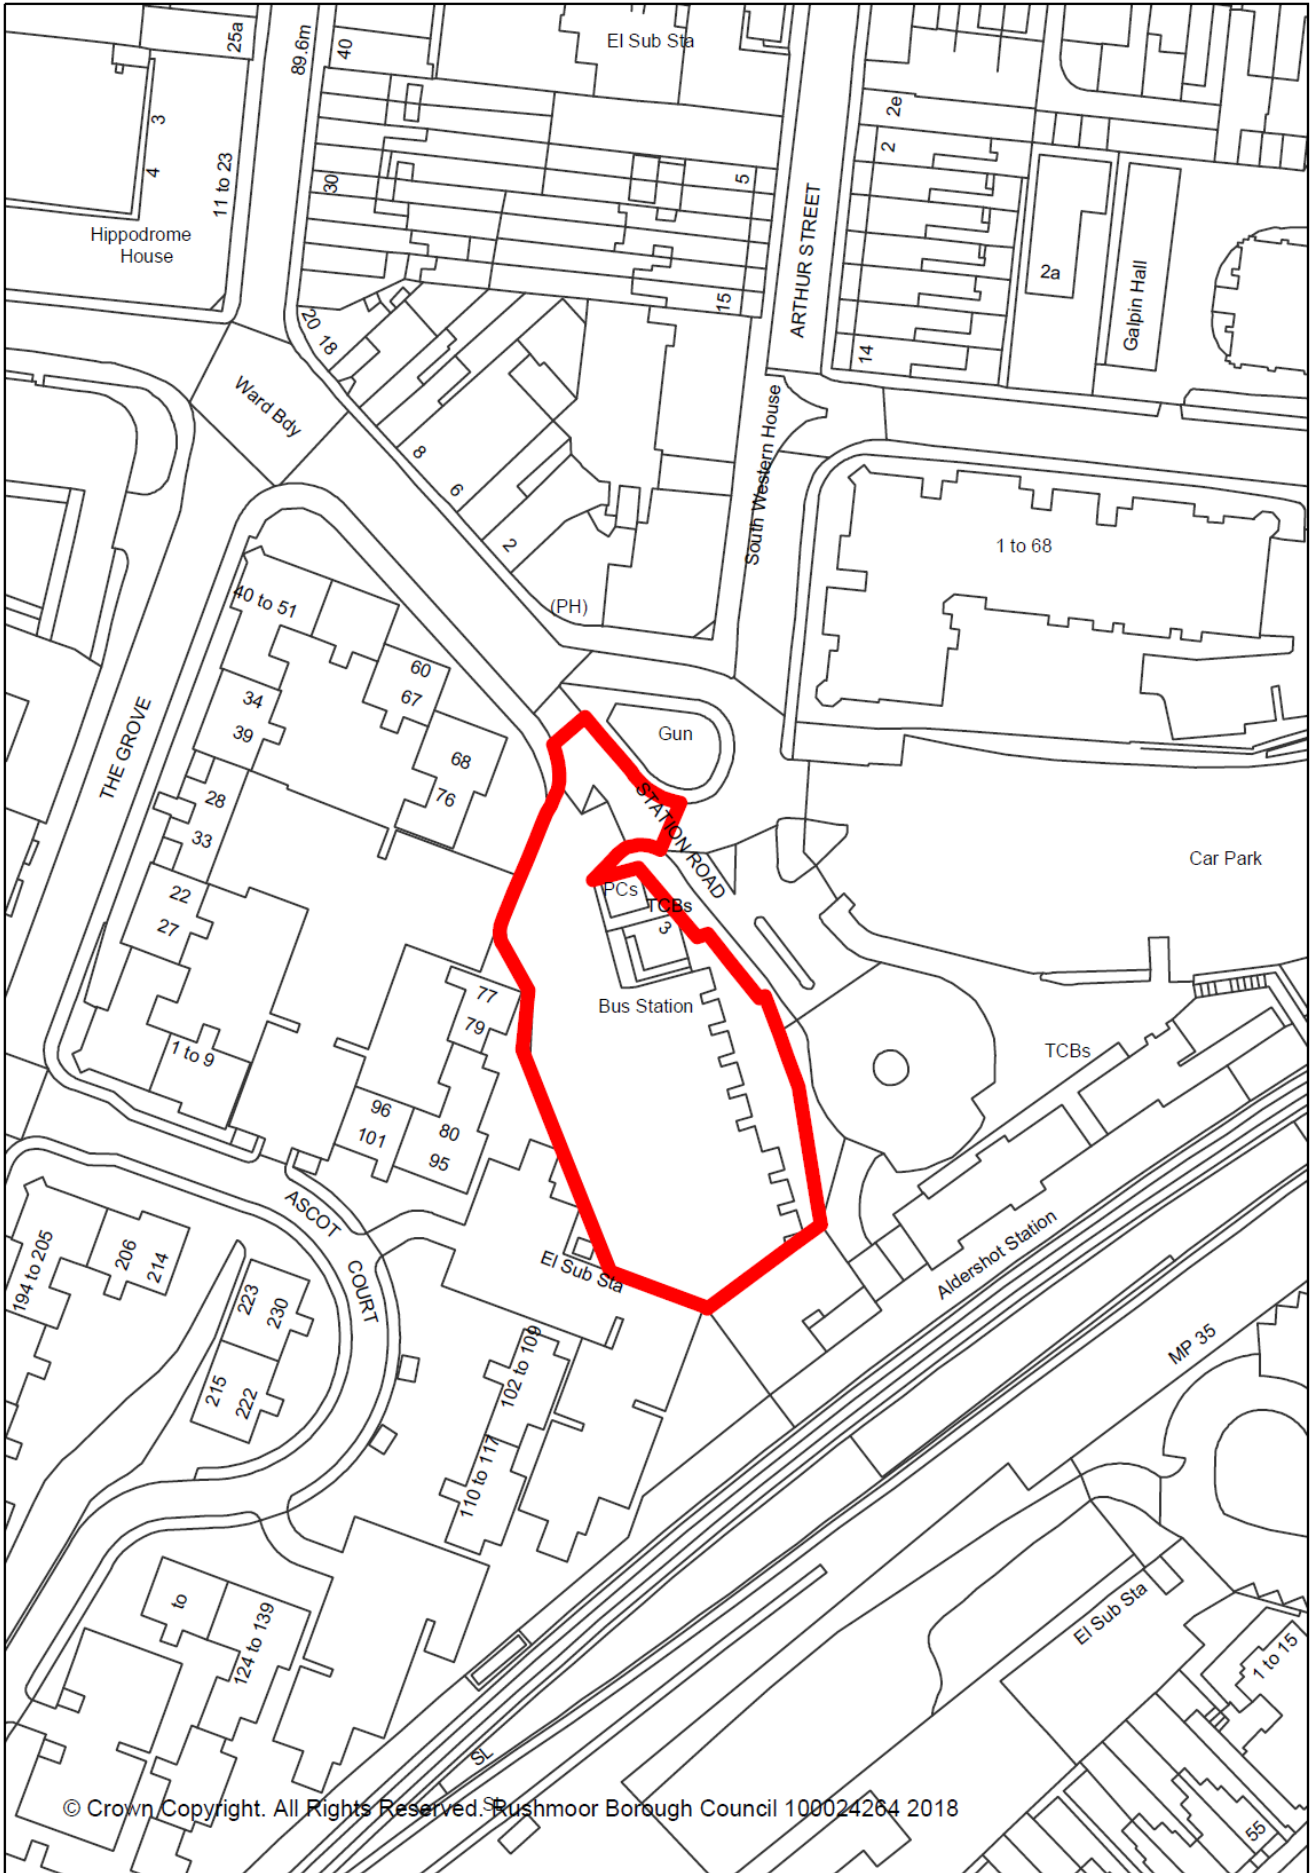 25a
89.6m
40
El Sub Sta
3
4
11 to 23
30
5
2e
2
Hippodrome
House
ARTHUR STREET
2a
Galpin Hall
15
14
20
18
Ward Bdy
8
6
2
South Western House
1 to 68
(PH)
40 to 51
60
67
34
39
68
76
THE GROVE
Gun
STATION ROAD
28
33
Car Park
22
27
PCs
TCBs
3
77
79
Bus Station
1 to 9
TCBs
96
101
80
95
ASCOT COURT
194 to 205
206
214
El Sub Sta
223
230
Aldershot Station
215
222
102 to 109
MP 35
110 to 117
to
124 to 139
El Sub Sta
1 to 15
SL
SL
55
© Crown Copyright. All Rights Reserved. Rushmoor Borough Council 100024264 2018